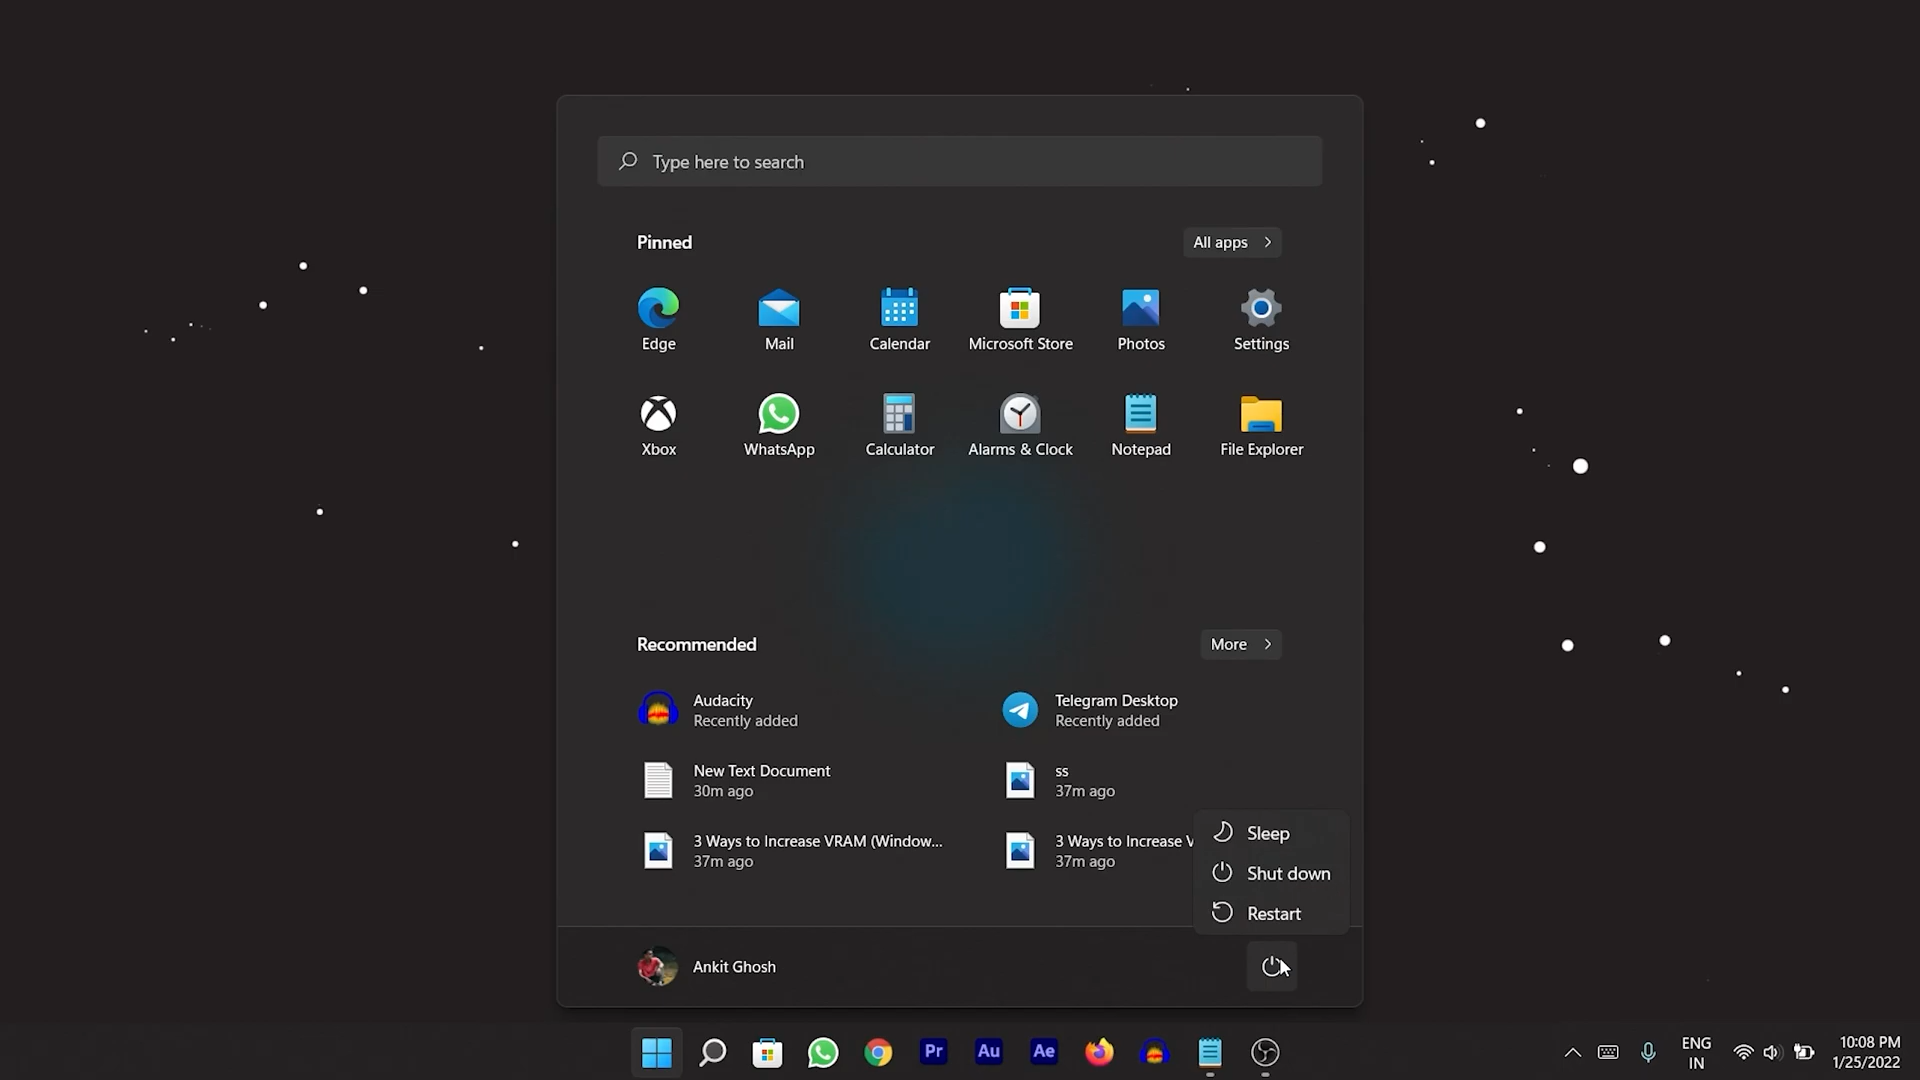 Type here to search
Pinned
All apps
Edge
Mail
Calendar
Microsoft Store
Photos
Settings
Xbox
WhatsApp
Calculator
Alarms & Clock
Notepad
File Explorer
Recommended
More
Audacity
Recently added
Telegram Desktop
Recently added
New Text Document
30m ago
ss
37m ago
3 Ways to Increase VRAM (Window...
37m ago
3 Ways to Increase V
37m ago
Sleep
Shut down
Restart
Ankit Ghosh
Pr
Au
Ae
ENG
IN
10:08 PM
1/25/2022